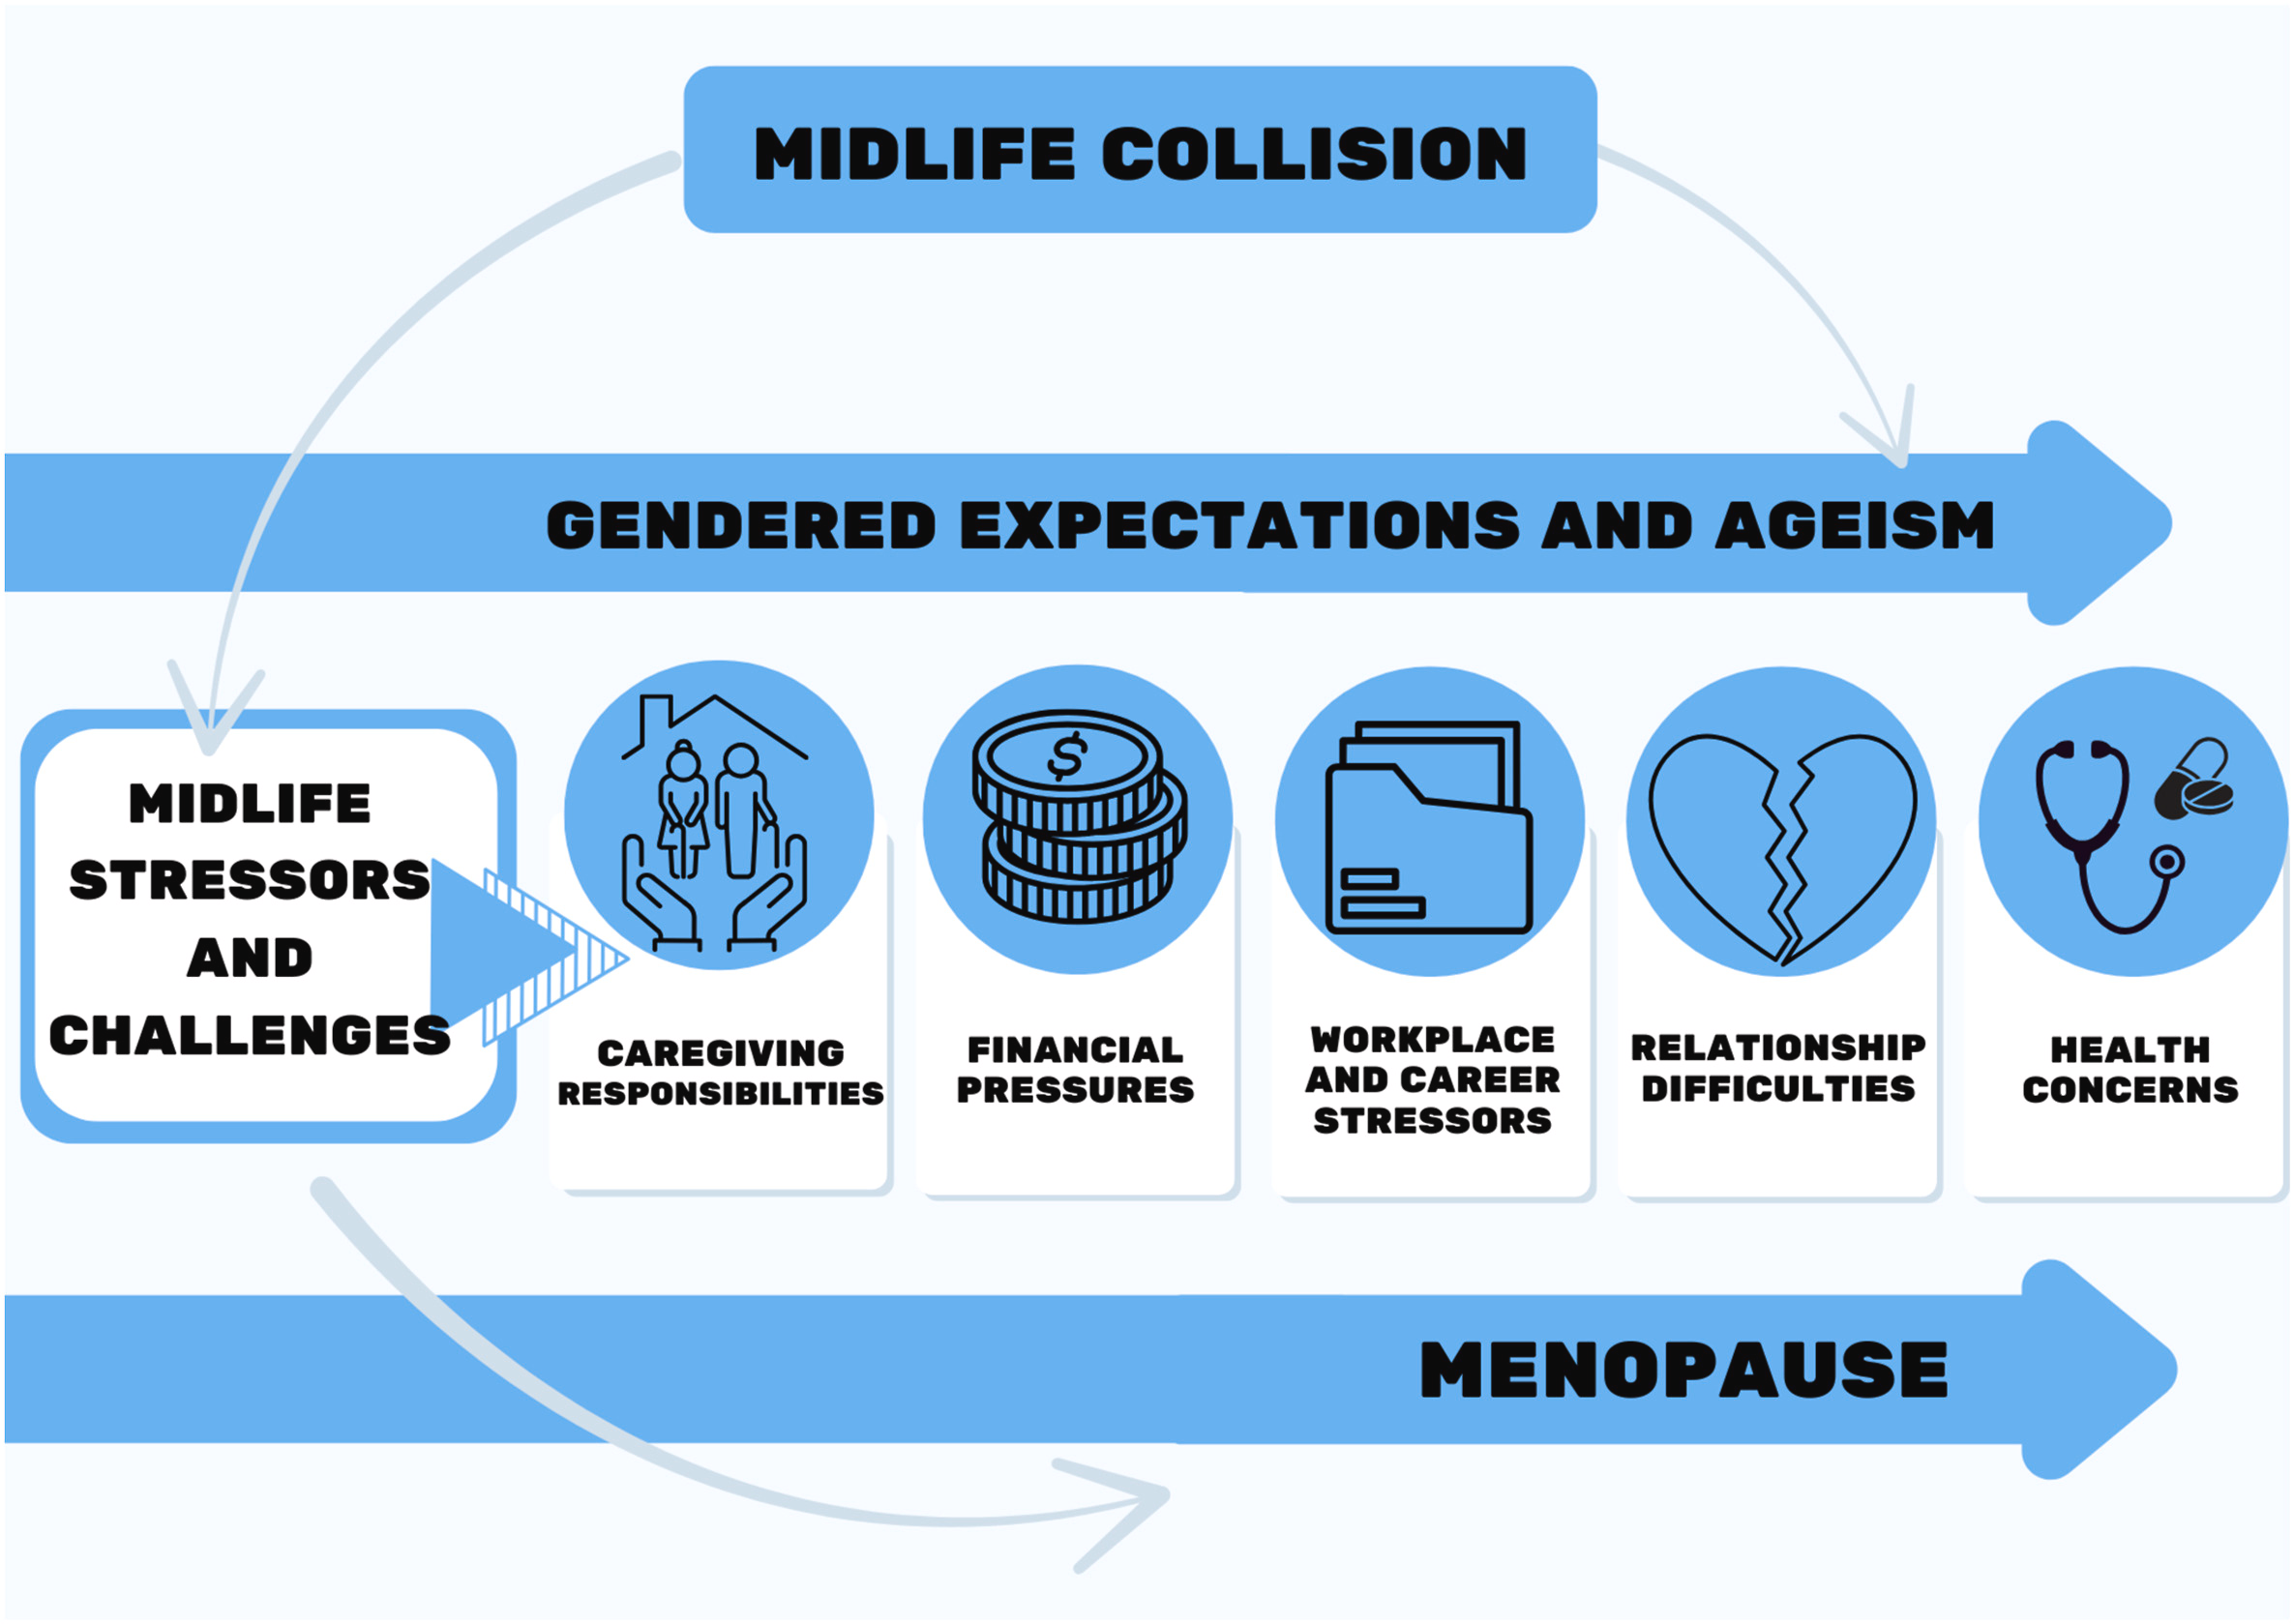 MIDLIFE COLLISION
GENDERED EXPECTATIONS AND AGEISM
MIDLIFE
STRESSORS
AND
CHALLENGES
$
CAREGIVING
RESPONSIBILITIES
FINANCIAL
PRESSURES
WORKPLACE
AND CAREER
STRESSORS
RELATIONSHIP
DIFFICULTIES
HEALTH
CONCERNS
MENOPAUSE